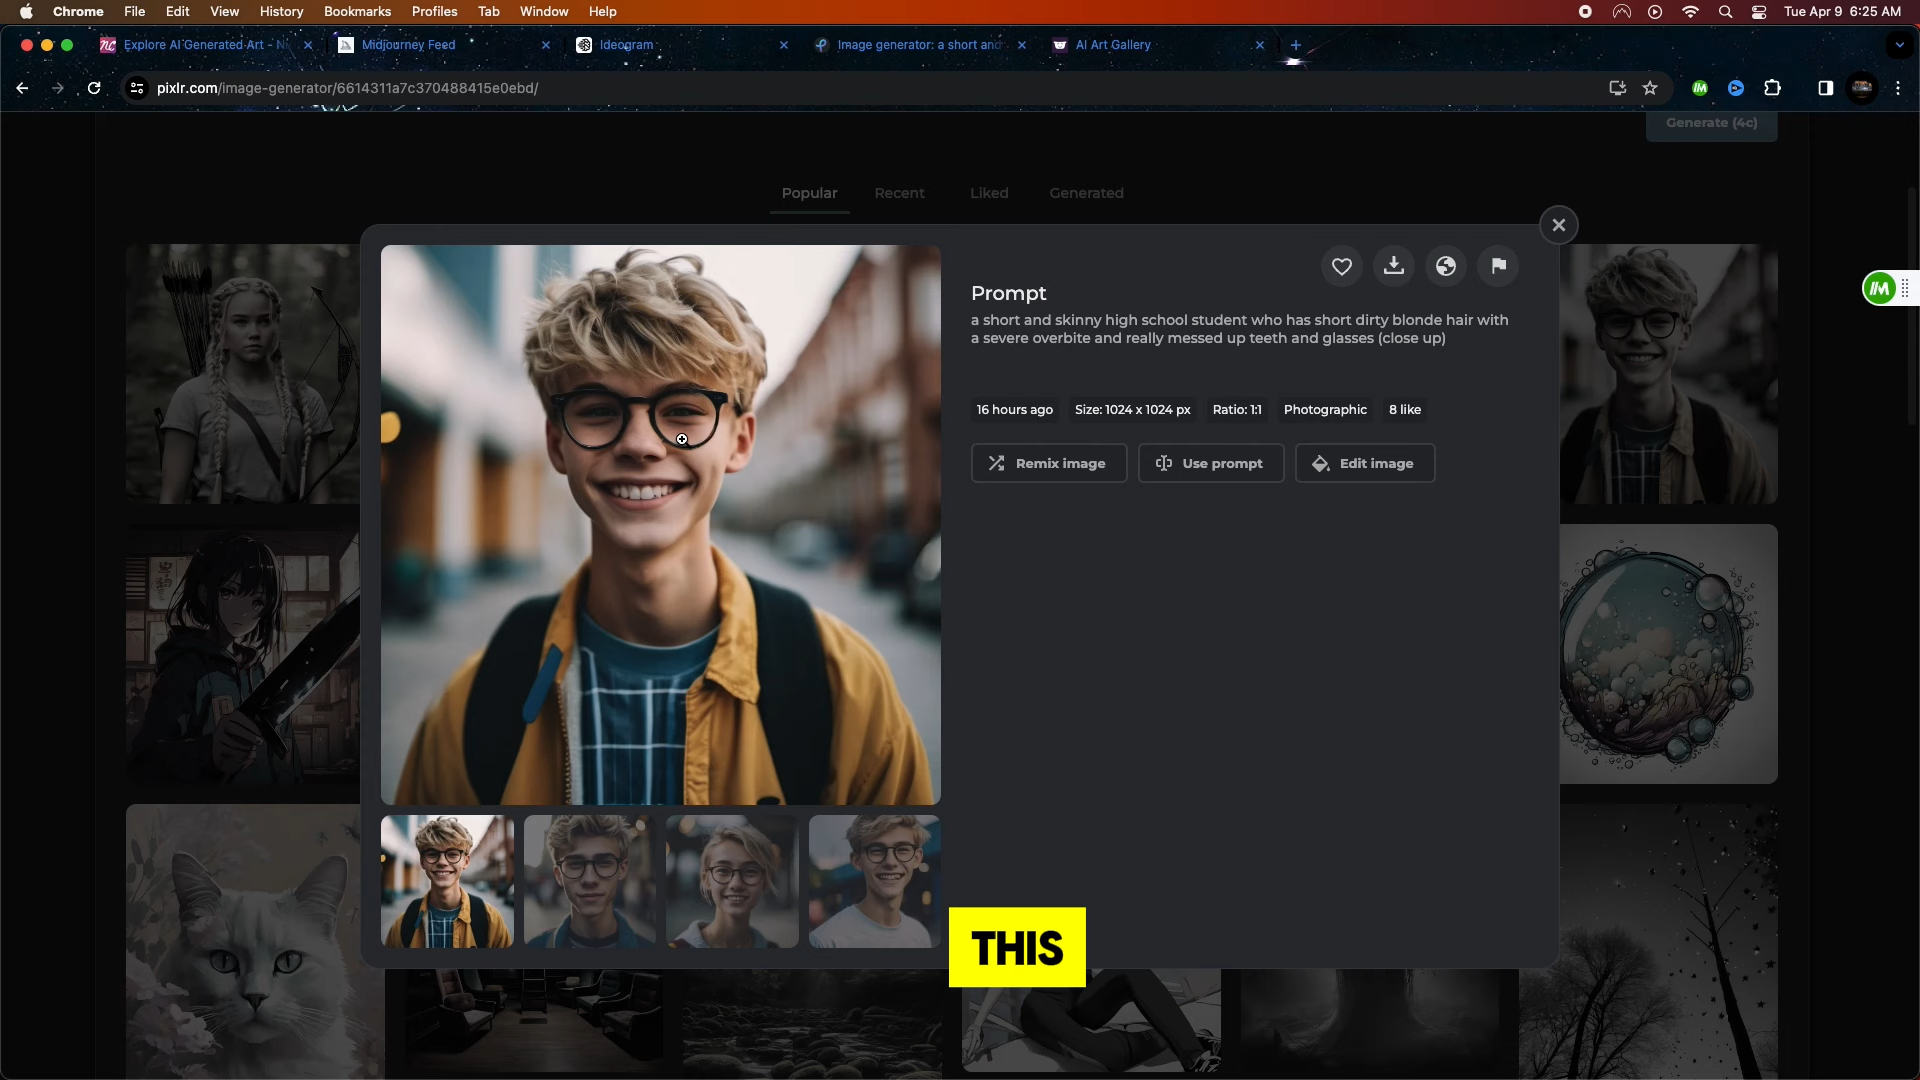 Chrome File Edit View History Bookmarks Profiles Tab Window Help Tue Apr 9 6:25 AM
Explore AI Generated Art - N Midjourney Feed Ideogram Image generator: a short and AI Art Gallery
pixlr.com/image-generator/6614311a7c370488415e0ebd/
Generate (4c)
Popular Recent Liked Generated
Prompt
a short and skinny high school student who has short dirty blonde hair with
a severe overbite and really messed up teeth and glasses (close up)
16 hours ago Size: 1024 x 1024 px Ratio: 1:1 Photographic 8 like
Remix image Use prompt Edit image
THIS